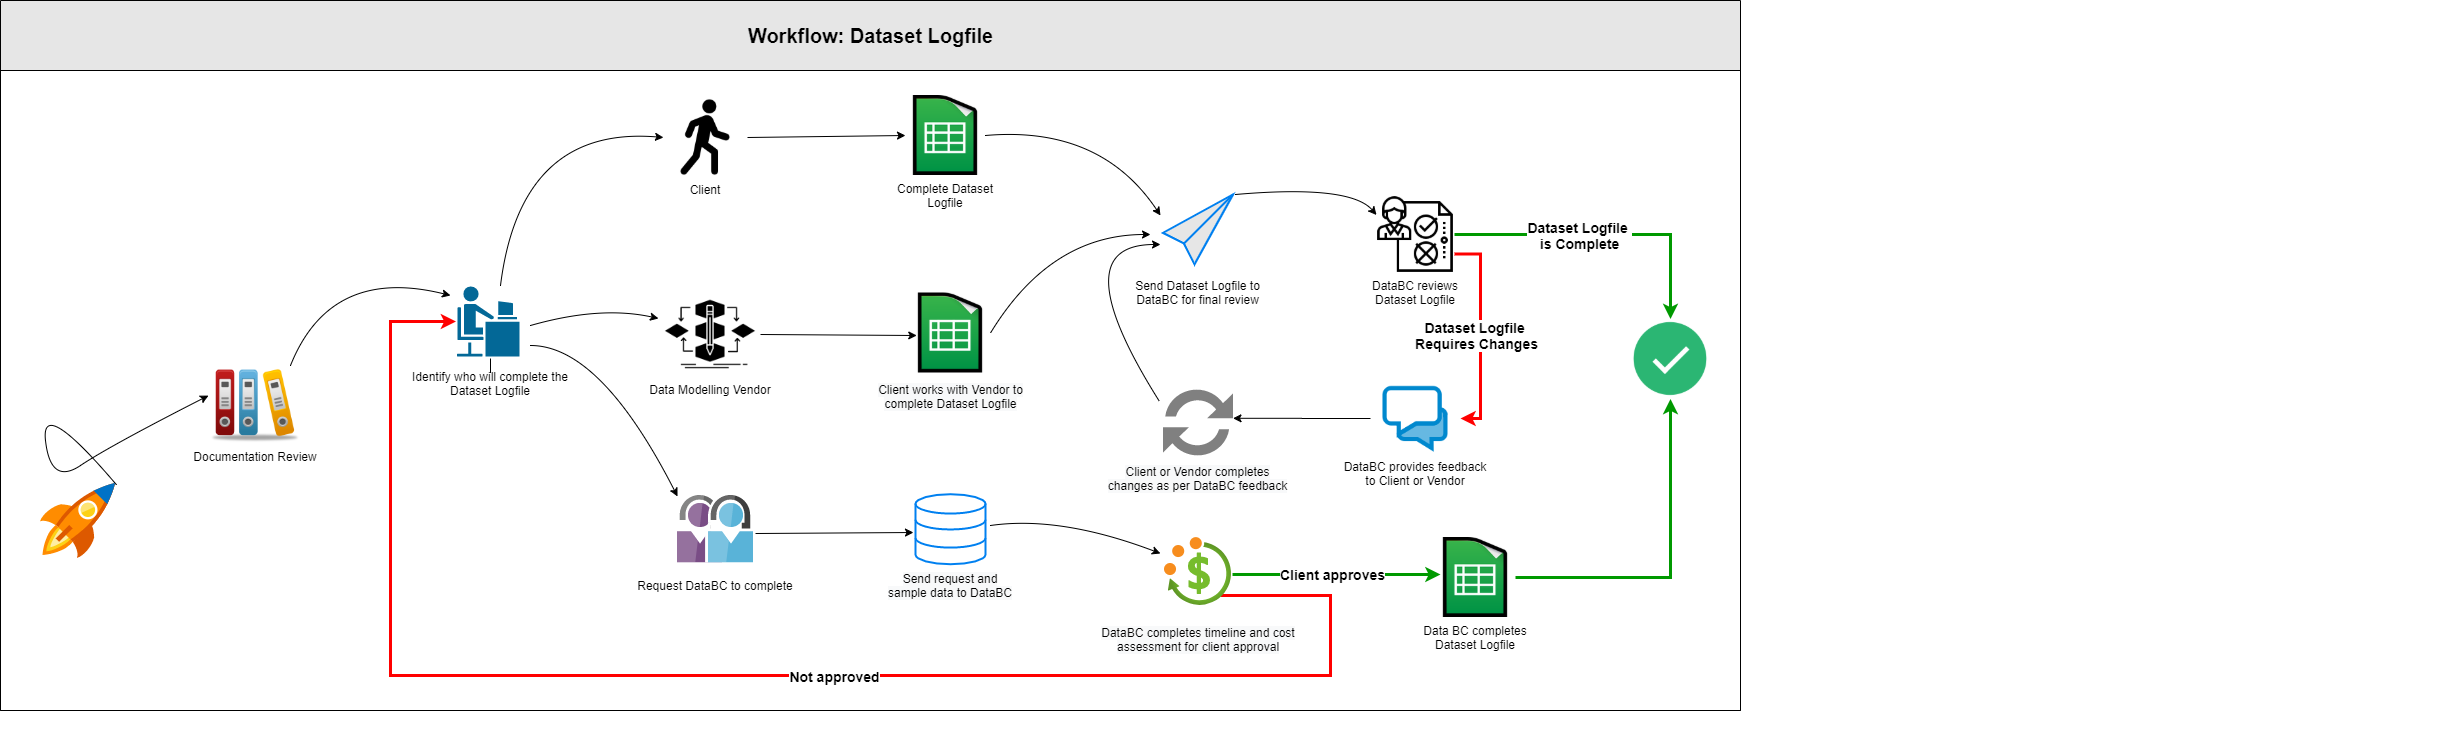 Workflow: Dataset Logfile
Client
Complete Dataset
Logfile
Dataset Logfile
is Complete
Send Dataset Logfile to
DataBC for final review
DataBC reviews
Dataset Logfile
Dataset Logfile
Requires Changes
Identify who will complete the
Dataset Logfile
Data Modelling Vendor
Client works with Vendor to
complete Dataset Logfile
Documentation Review
Client or Vendor completes
changes as per DataBC feedback
DataBC provides feedback
to Client or Vendor
Request DataBC to complete
Send request and
sample data to DataBC
Client approves
DataBC completes timeline and cost
assessment for client approval
Data BC completes
Dataset Logfile
Not approved